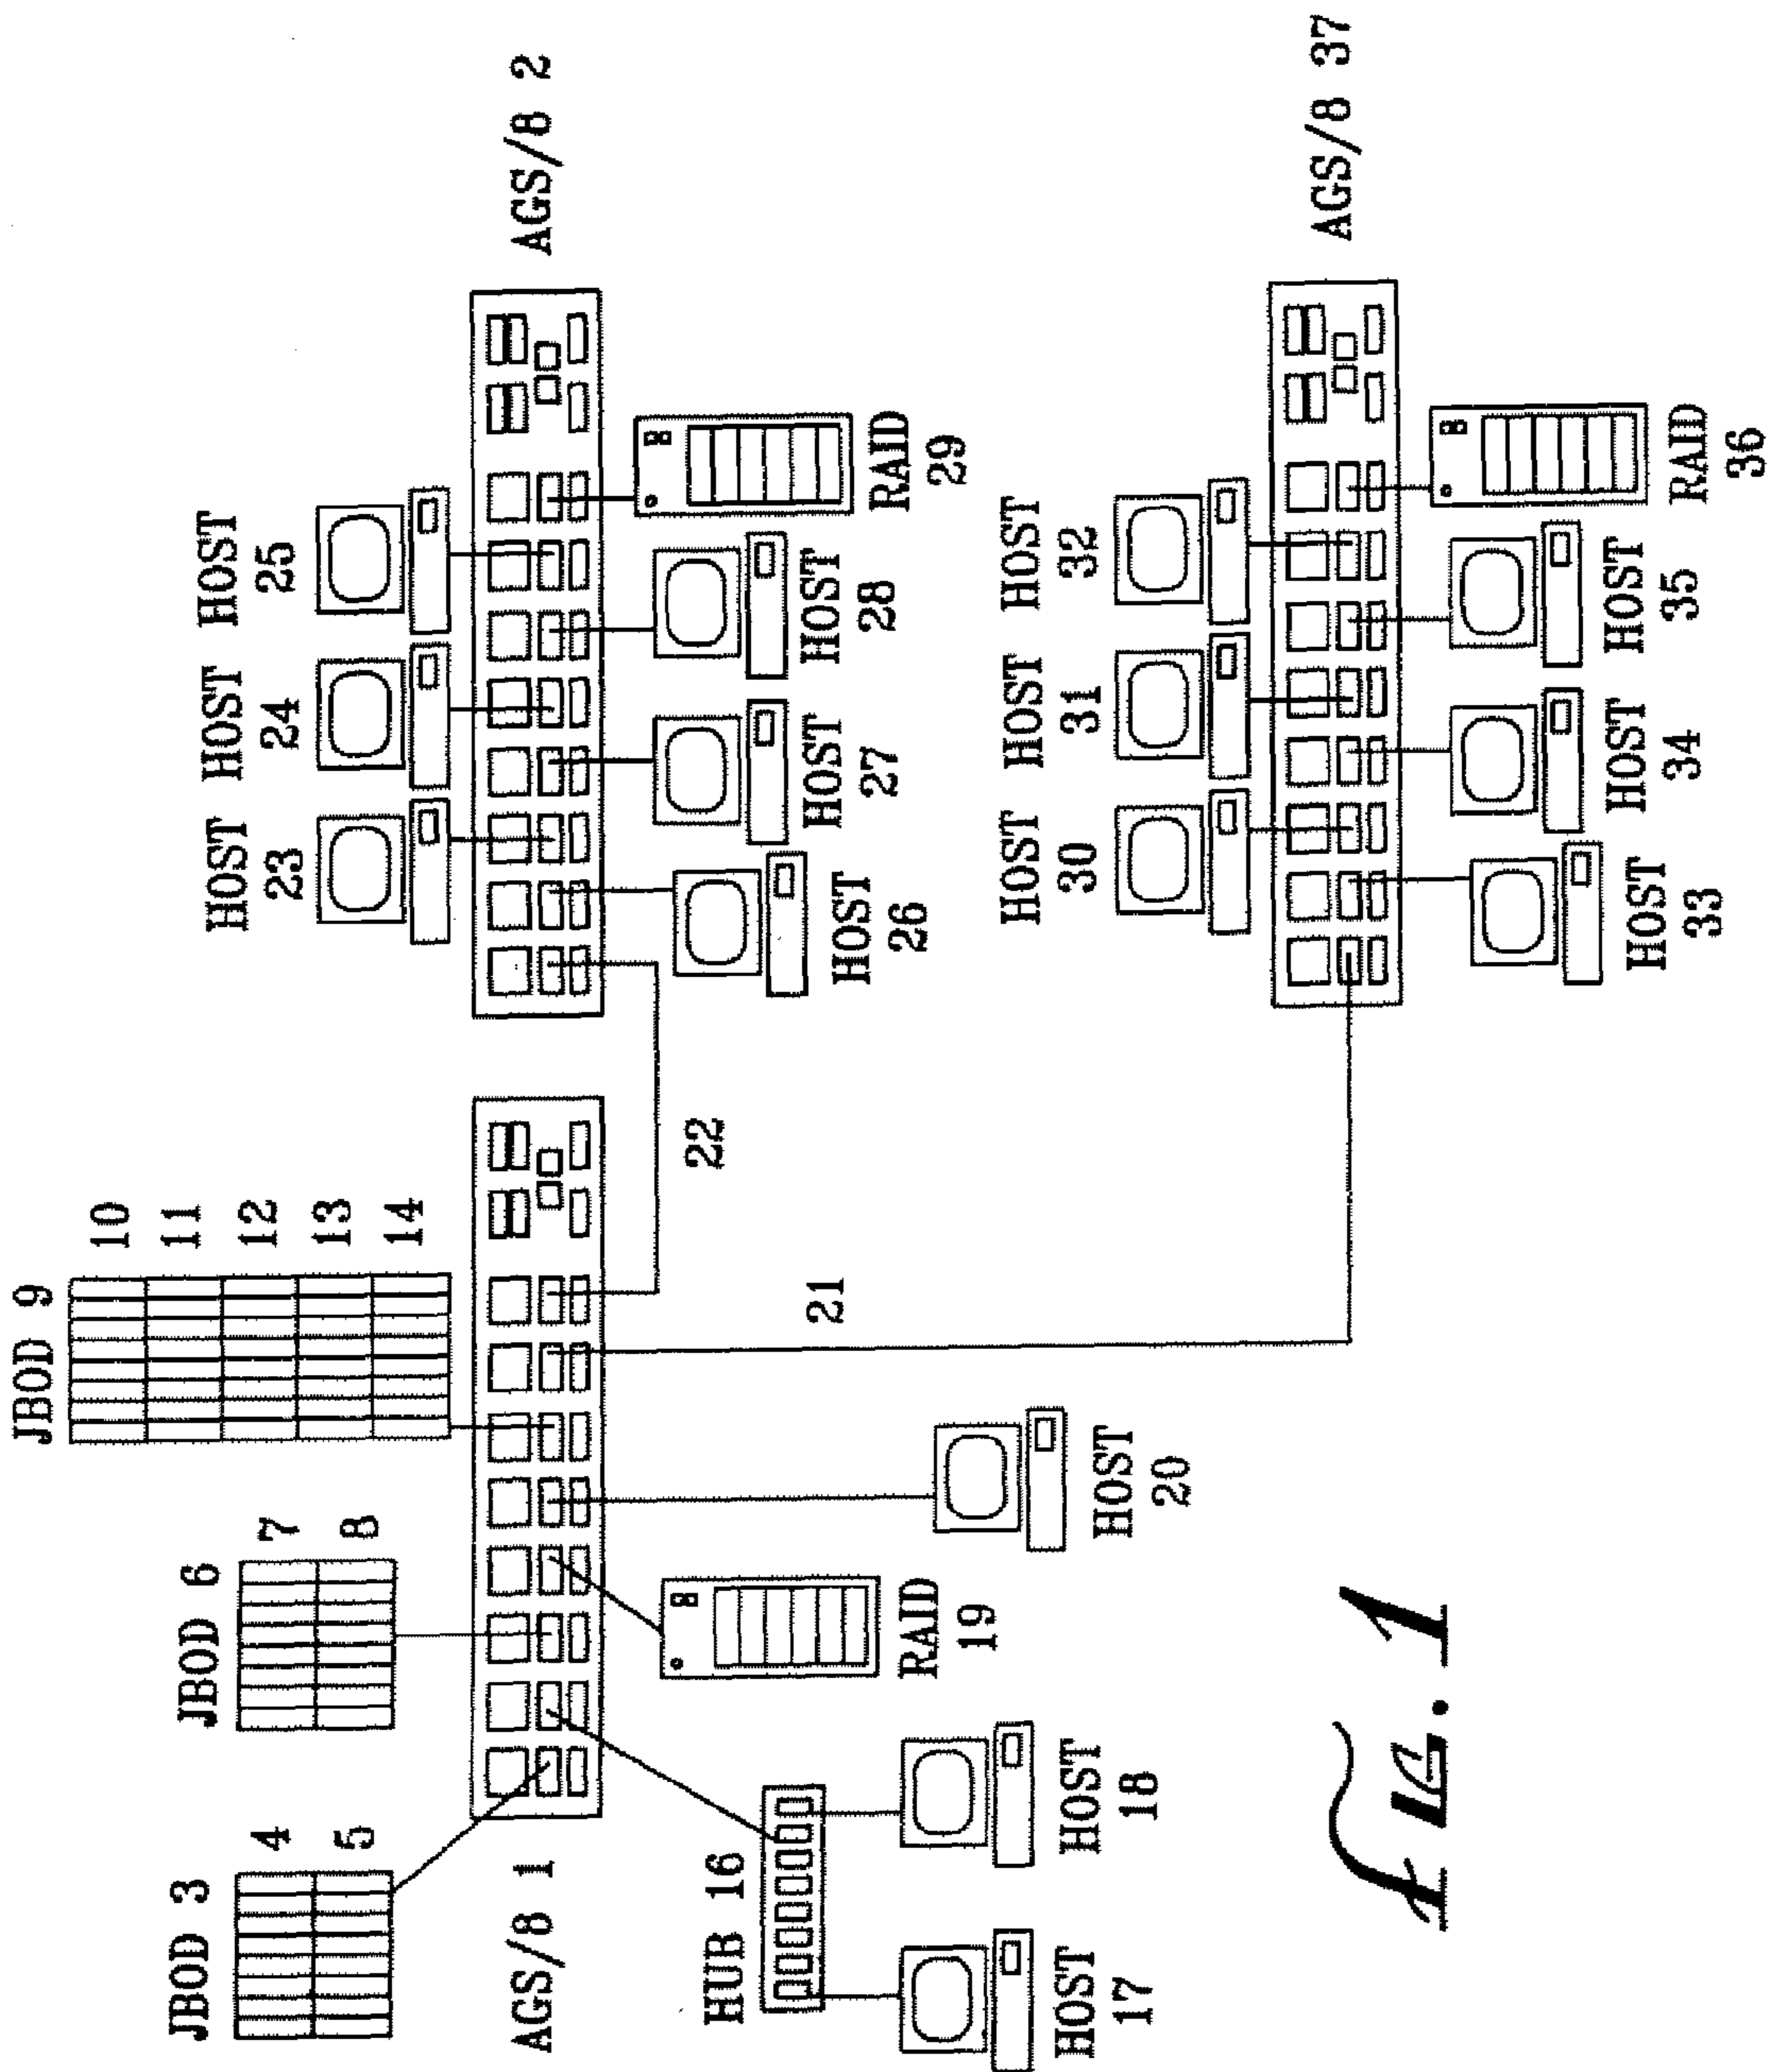 JBOD 3
4
5
JBOD 6
7
8
JBOD 9
10
11
12
13
14
HOST
23
HOST
24
HOST
25
AGS/8 1
AGS/8 2
22
HUB 16
HOST
17
HOST
18
RAID
19
HOST
20
21
HOST
26
HOST
27
HOST
28
RAID
29
HOST
30
HOST
31
HOST
32
AGS/8 37
HOST
33
HOST
34
HOST
35
RAID
36
FIG. 1